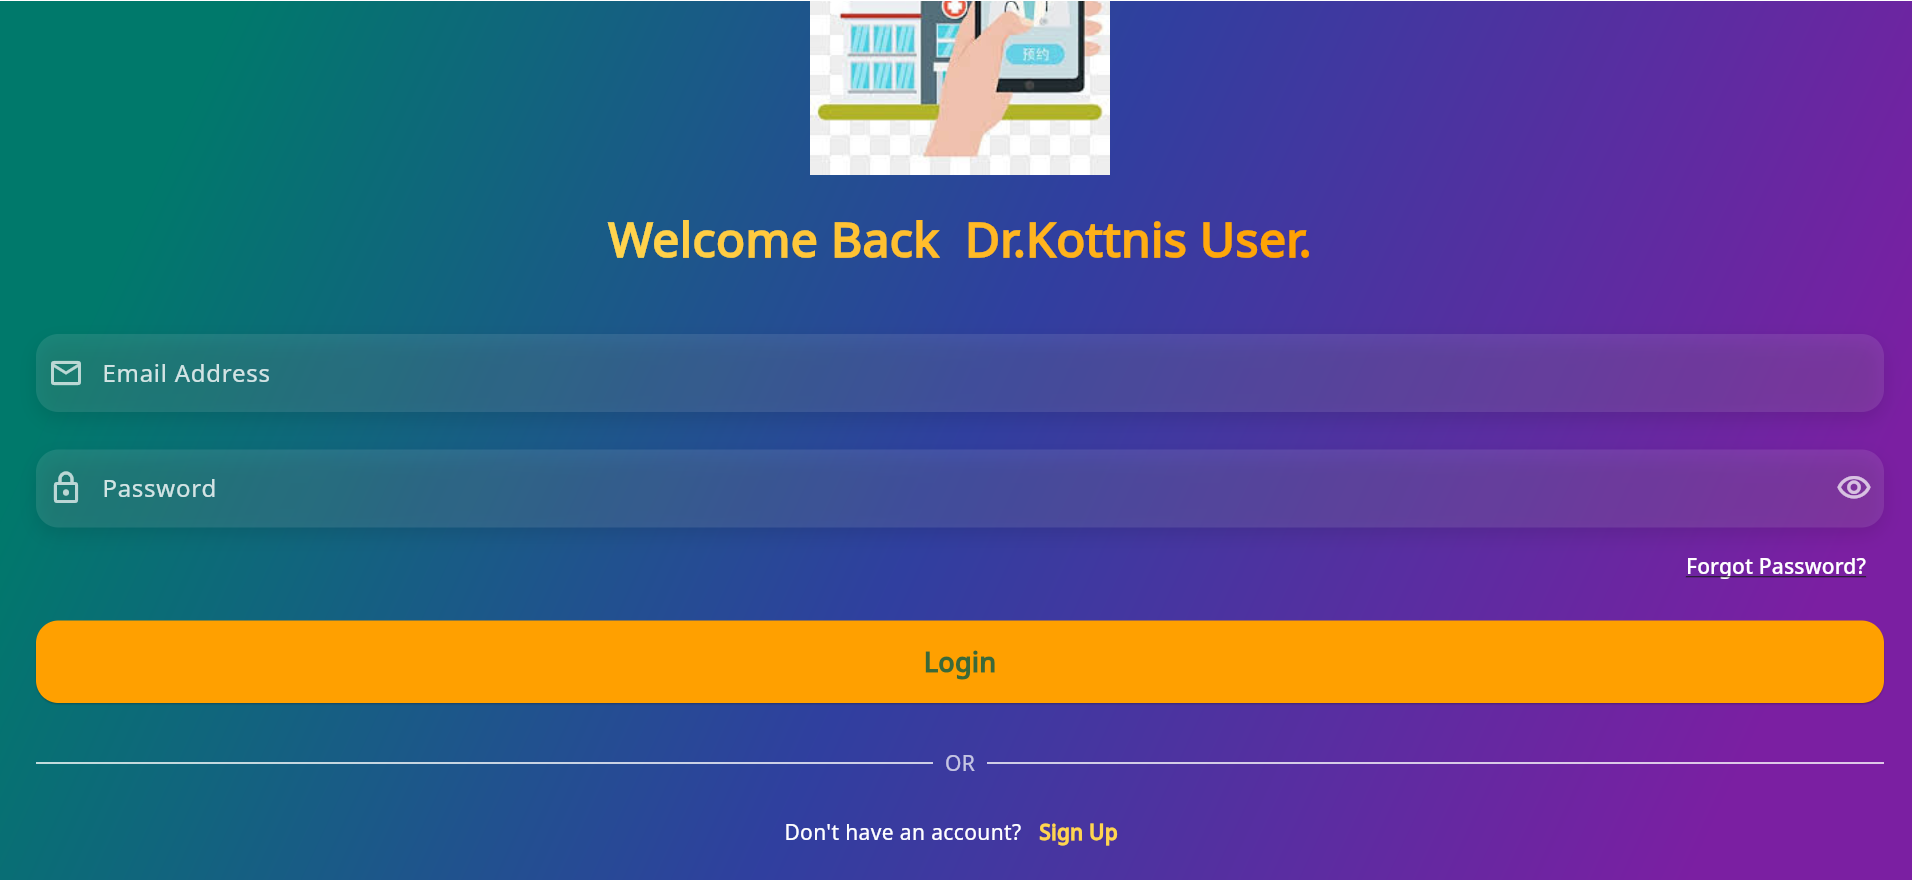 预约
Welcome Back  Dr.Kottnis User.
Email Address
Password
Forgot Password?
Login
OR
Don't have an account? Sign Up